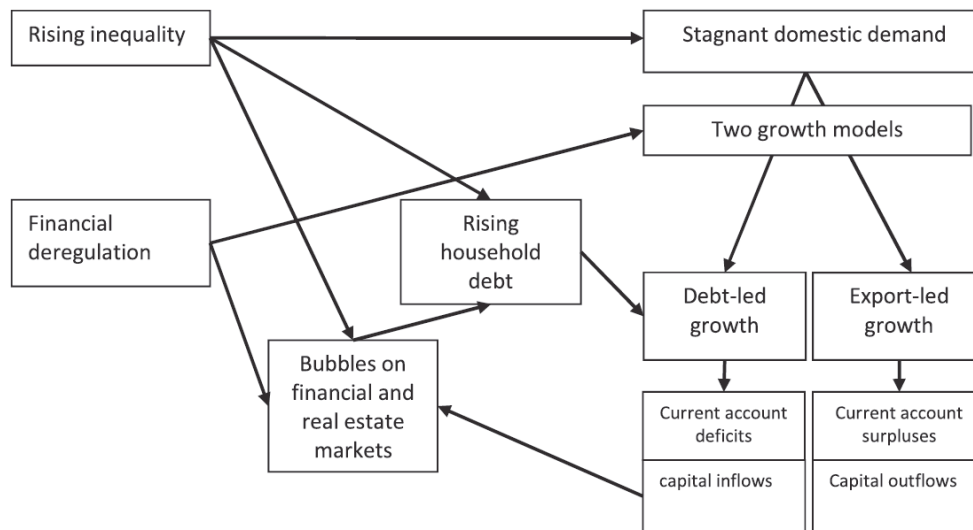 Rising inequality
Stagnant domestic demand
Two growth models
Financial
deregulation
Rising
household
debt
Debt-led
growth
Export-led
growth
Bubbles on
financial and
real estate
markets
Current account
deficits
Current account
surpluses
capital inflows
Capital outflows